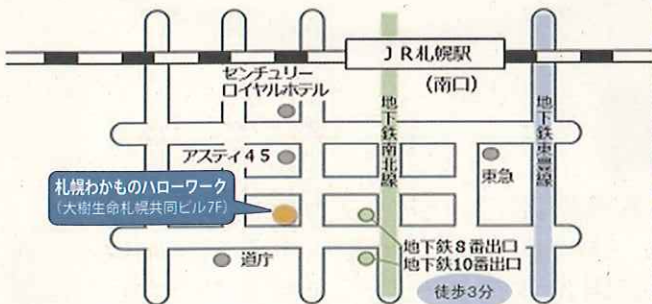 JR札幌駅
(南口)
センチュリー
ロイヤルホテル
地下鉄南北線
地下鉄東豊線
アスティ45
東急
札幌わかものハローワーク
(大樹生命札幌共同ビル7F)
地下鉄8番出口
地下鉄10番出口
道庁
徒歩3分